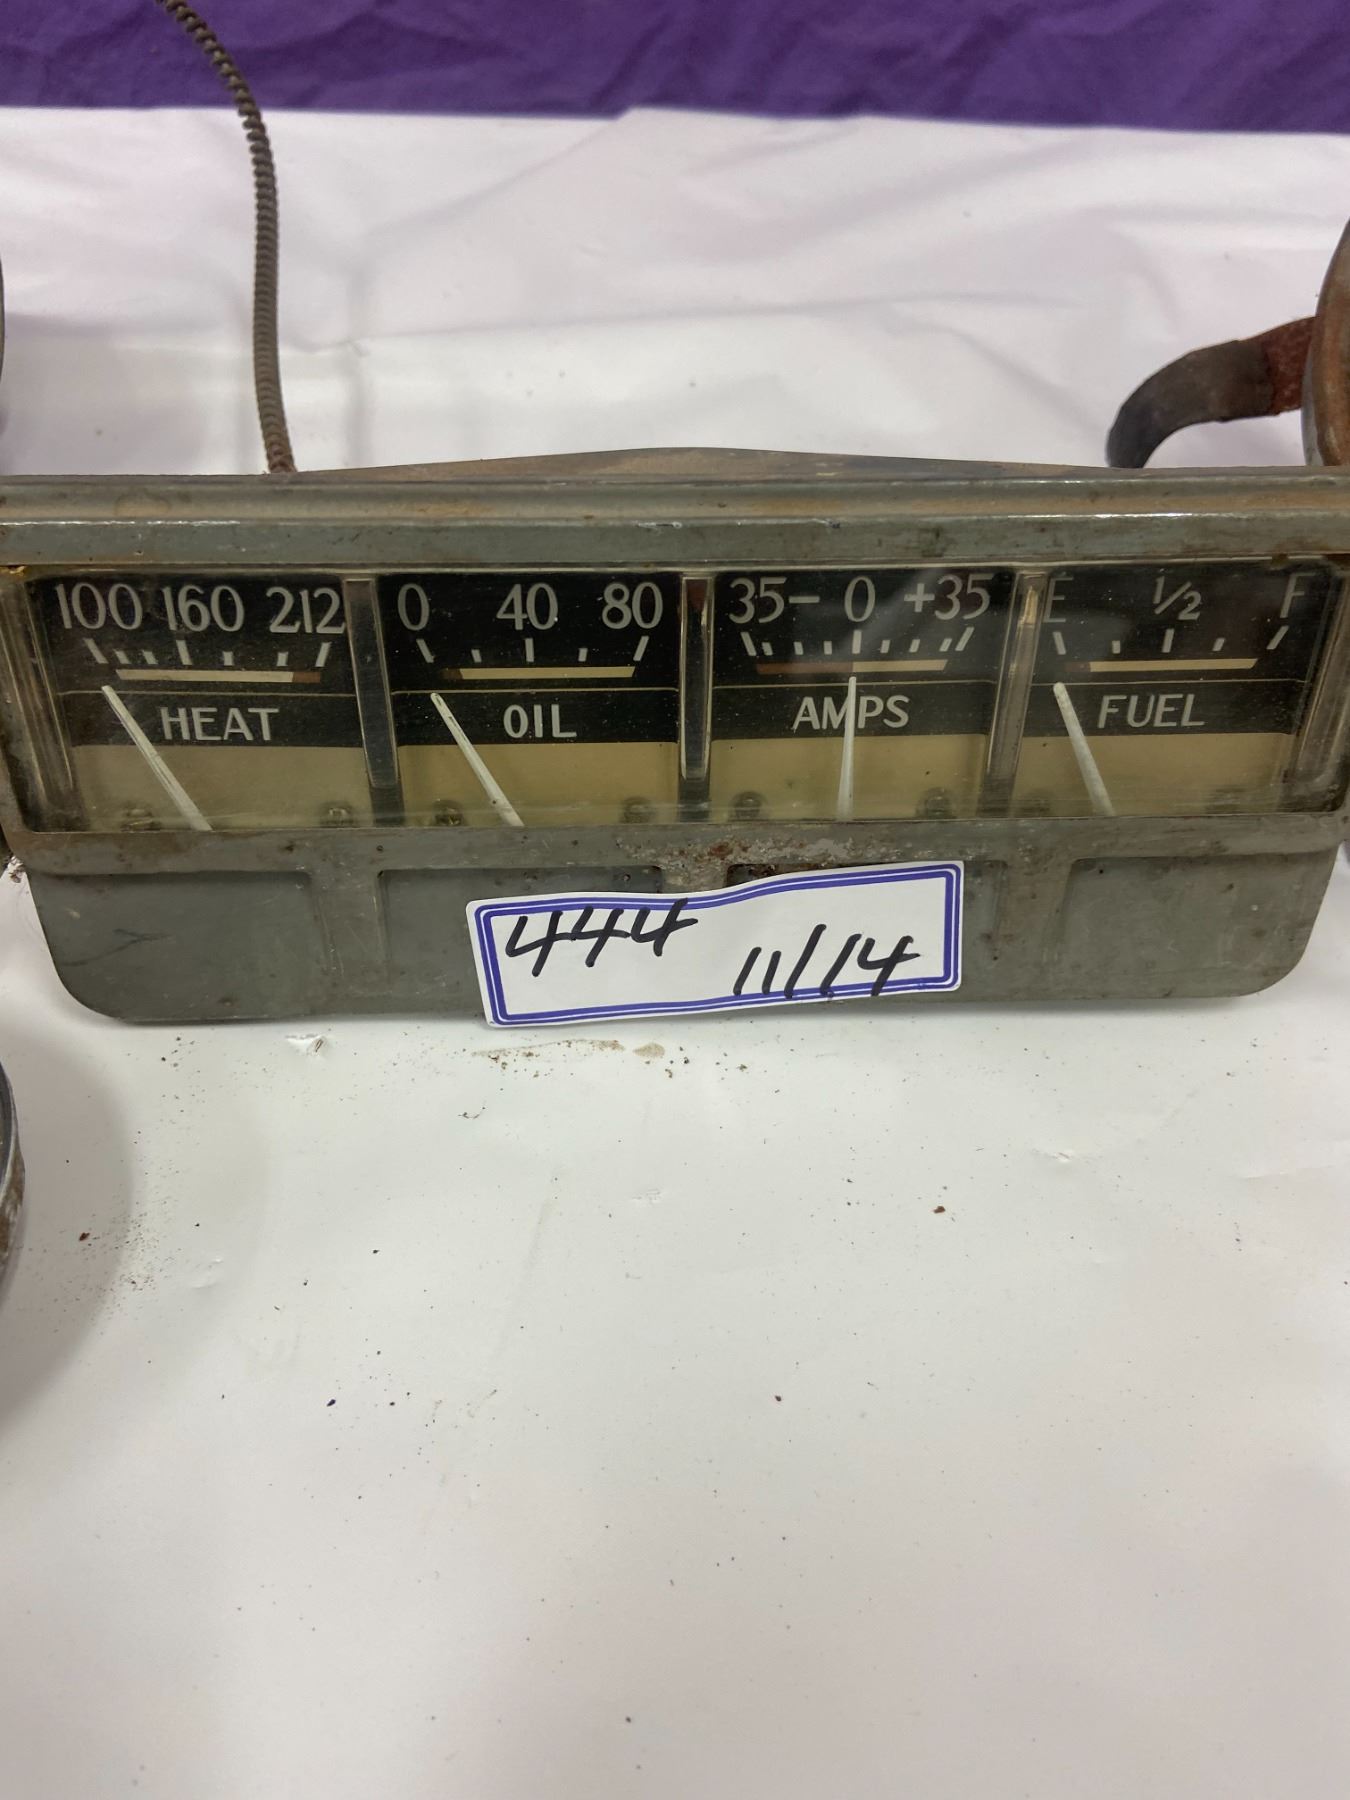 100 160 212
HEAT
0 40 80
OIL
35- 0 +35
AMPS
E 1/2 F
FUEL
444
11/14